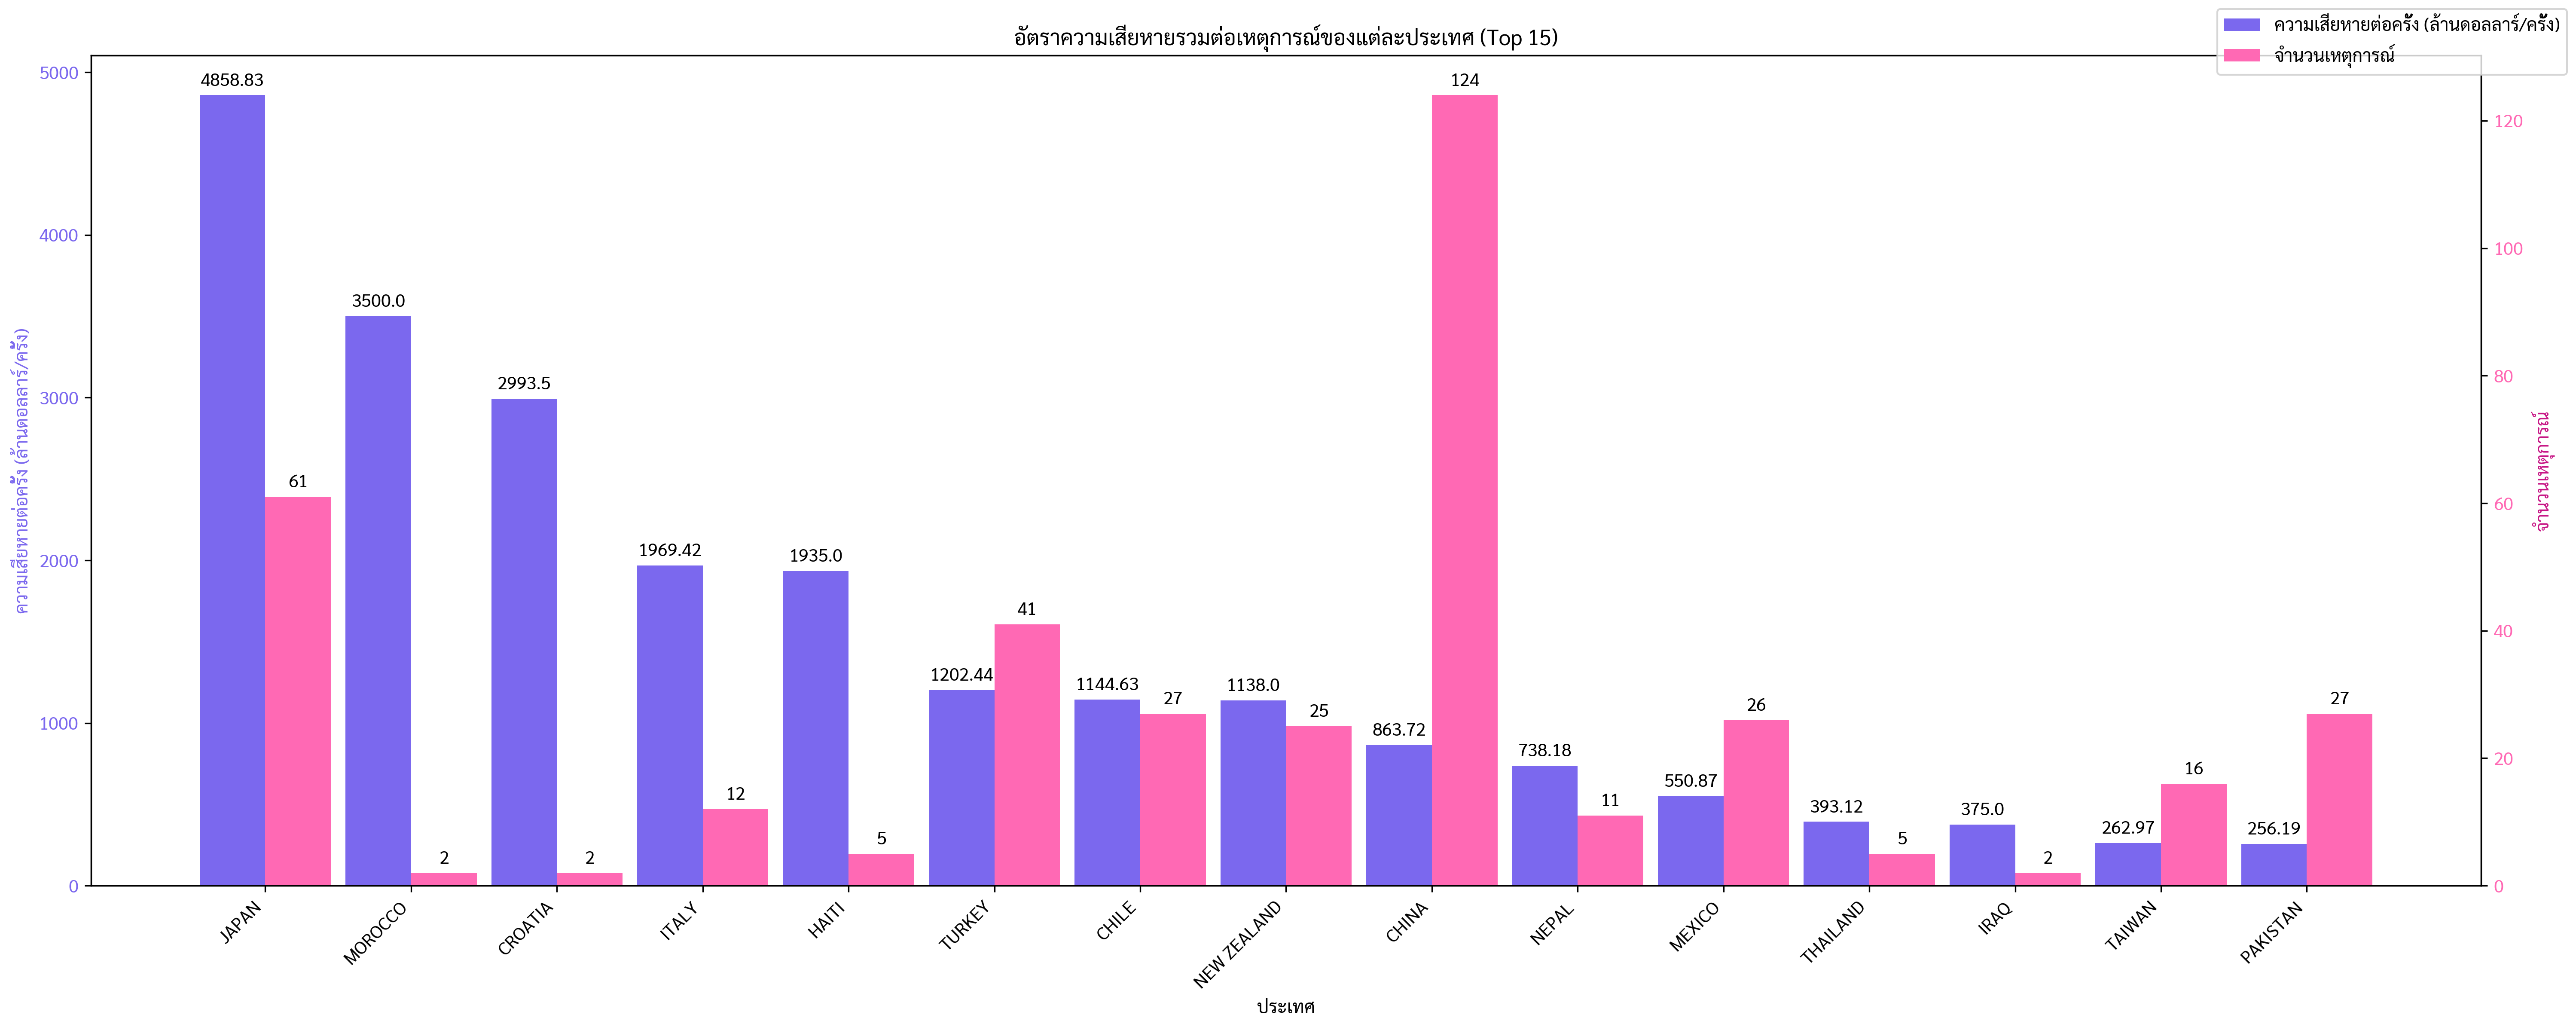 อัตราความเสียหายรวมต่อเหตุการณ์ของแต่ละประเทศ (Top 15)
ความเสียหายต่อครั้ง (ล้านดอลลาร์/ครั้ง)
จำนวนเหตุการณ์
ความเสียหายต่อครั้ง (ล้านดอลลาร์/ครั้ง)
5000
4000
3000
2000
1000
0
4858.83
61
3500.0
2
2993.5
2
1969.42
12
1935.0
5
1202.44
41
1144.63
27
1138.0
25
863.72
124
738.18
11
550.87
26
393.12
5
375.0
2
262.97
16
256.19
27
120
100
80
60
40
20
0
จำนวนเหตุการณ์
JAPAN
MOROCCO
CROATIA
ITALY
HAITI
TURKEY
CHILE
NEW ZEALAND
CHINA
NEPAL
MEXICO
THAILAND
IRAQ
TAIWAN
PAKISTAN
ประเทศ